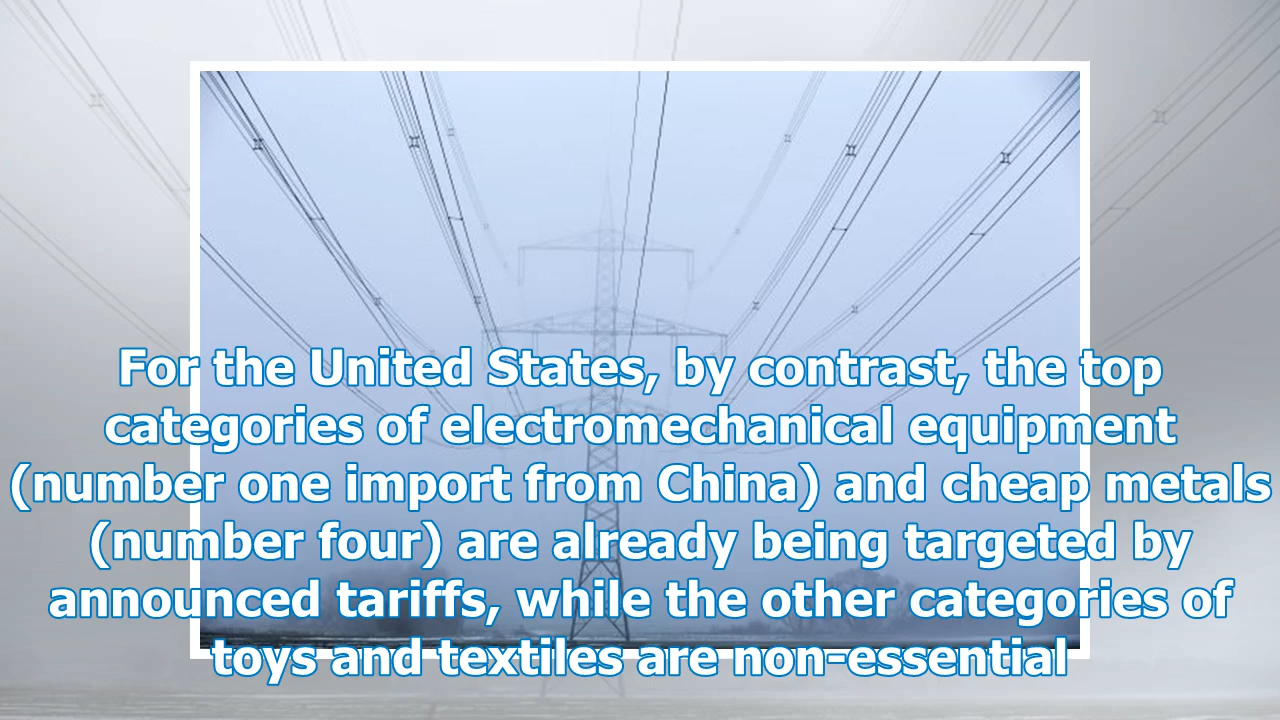 For the United States, by contrast, the top
categories of electromechanical equipment
(number one import from China) and cheap metals
(number four) are already being targeted by
announced tariffs, while the other categories of
toys and textiles are non-essential